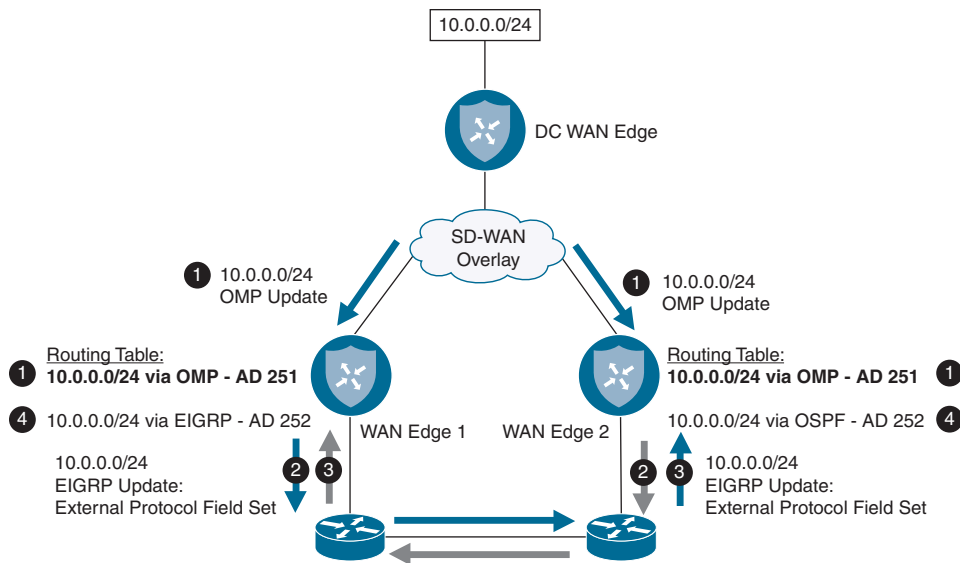 10.0.0.0/24
DC WAN Edge
SD-WAN
Overlay
1 10.0.0.0/24
OMP Update
1 10.0.0.0/24
OMP Update
Routing Table:
1 10.0.0.0/24 via OMP - AD 251
4 10.0.0.0/24 via EIGRP - AD 252
Routing Table:
10.0.0.0/24 via OMP - AD 251 1
10.0.0.0/24 via OSPF - AD 252 4
WAN Edge 1
WAN Edge 2
10.0.0.0/24
EIGRP Update:
External Protocol Field Set
2 3
2 3
10.0.0.0/24
EIGRP Update:
External Protocol Field Set